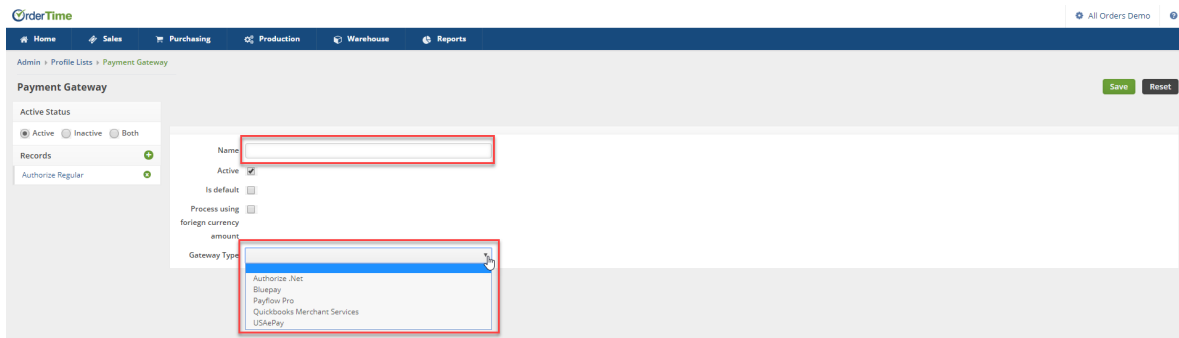 OrderTime
All Orders Demo
Home Sales Purchasing Production Warehouse Reports
Admin Profile Lists Payment Gateway
Payment Gateway
Save Reset
Active Status
Active Inactive Both
Records
Authorize Regular
Name
Active
Is default
Process using
foriegn currency
amount
Gateway Type
Authorize .Net
Bluepay
Payflow Pro
Quickbooks Merchant Services
USAePay